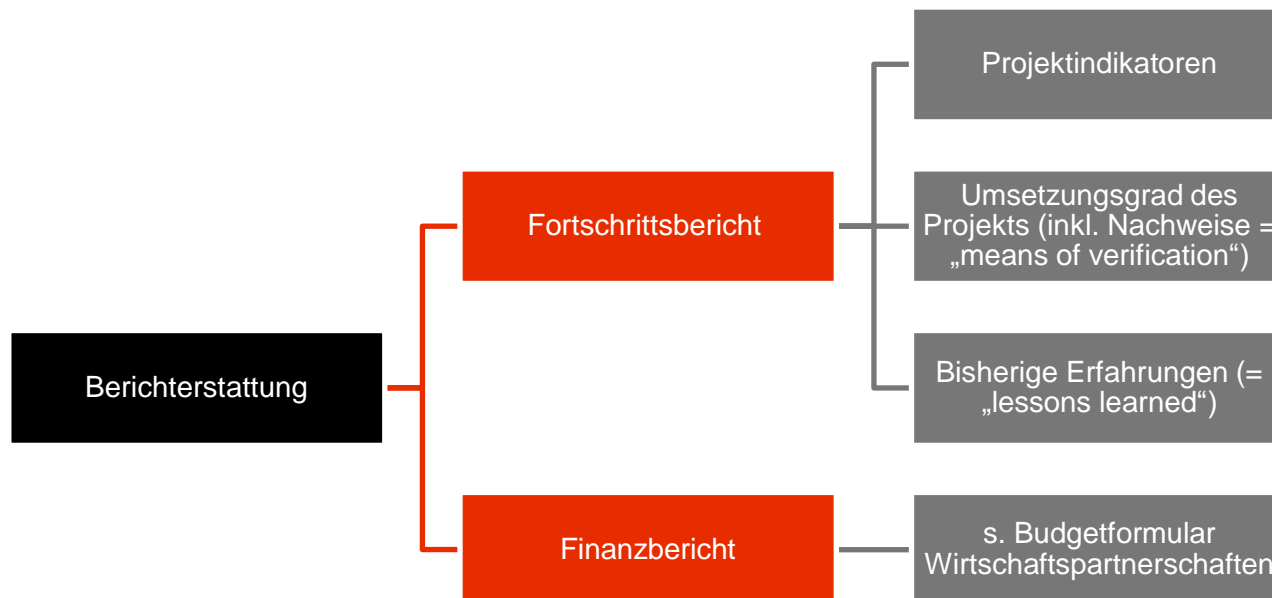 Projektindikatoren
Umsetzungsgrad des
Projekts (inkl. Nachweise =
„means of verification“)
Fortschrittsbericht
Bisherige Erfahrungen (=
„lessons learned“)
Berichterstattung
Finanzbericht
s. Budgetformular
Wirtschaftspartnerschaften